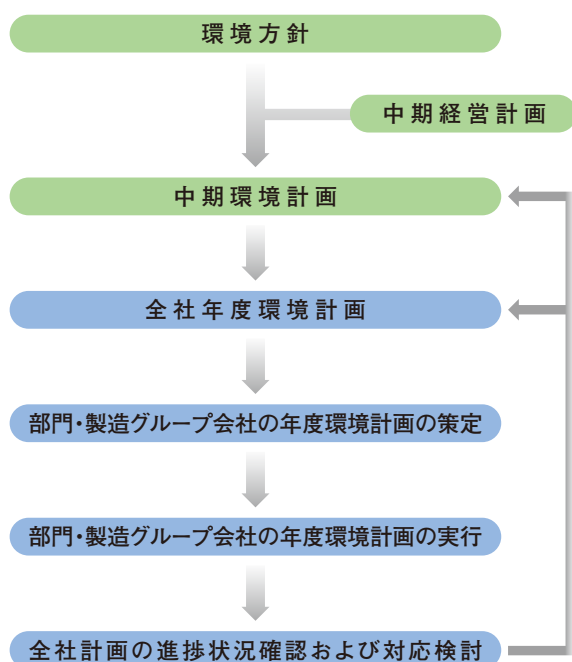 環境方針
中期経営計画
中期環境計画
全社年度環境計画
部門・製造グループ会社の年度環境計画の策定
部門・製造グループ会社の年度環境計画の実行
全社計画の進捗状況確認および対応検討